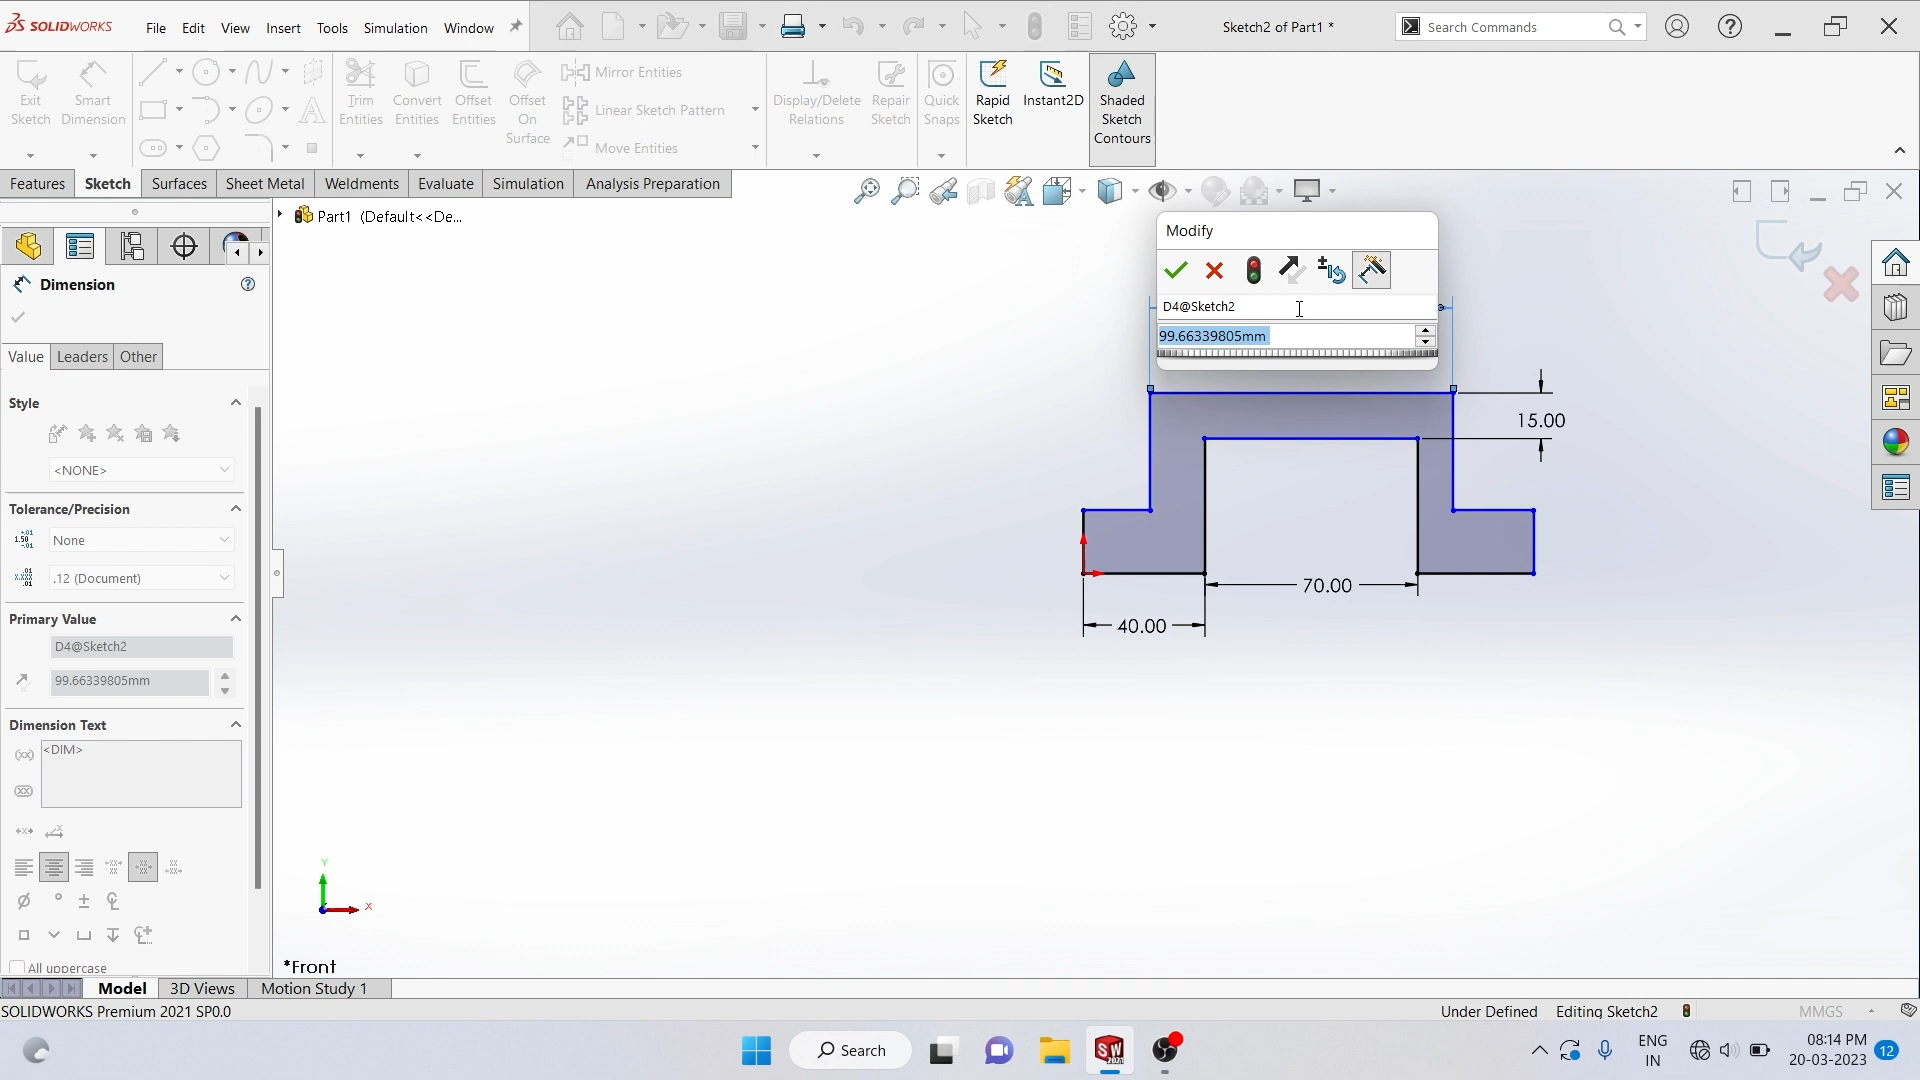 SOLIDWORKS
File Edit View Insert Tools Simulation Window
Sketch2 of Part1 *
Search Commands
Exit Sketch
Smart Dimension
Trim Entities
Convert Entities
Offset Entities
Offset On Surface
Mirror Entities
Linear Sketch Pattern
Move Entities
Display/Delete Relations
Repair Sketch
Quick Snaps
Rapid Sketch
Instant2D
Shaded Sketch Contours
Features Sketch Surfaces Sheet Metal Weldments Evaluate Simulation Analysis Preparation
Part1 (Default<<De...
Dimension
Value Leaders Other
Style
<NONE>
Tolerance/Precision
None
.12 (Document)
Primary Value
D4@Sketch2
99.66339805mm
Dimension Text
<DIM>
All uppercase
Modify
D4@Sketch2
99.66339805mm
15.00
70.00
40.00
Y
X
*Front
Model 3D Views Motion Study 1
SOLIDWORKS Premium 2021 SP0.0
Under Defined Editing Sketch2 MMGS
Search
ENG
IN
08:14 PM
20-03-2023
12